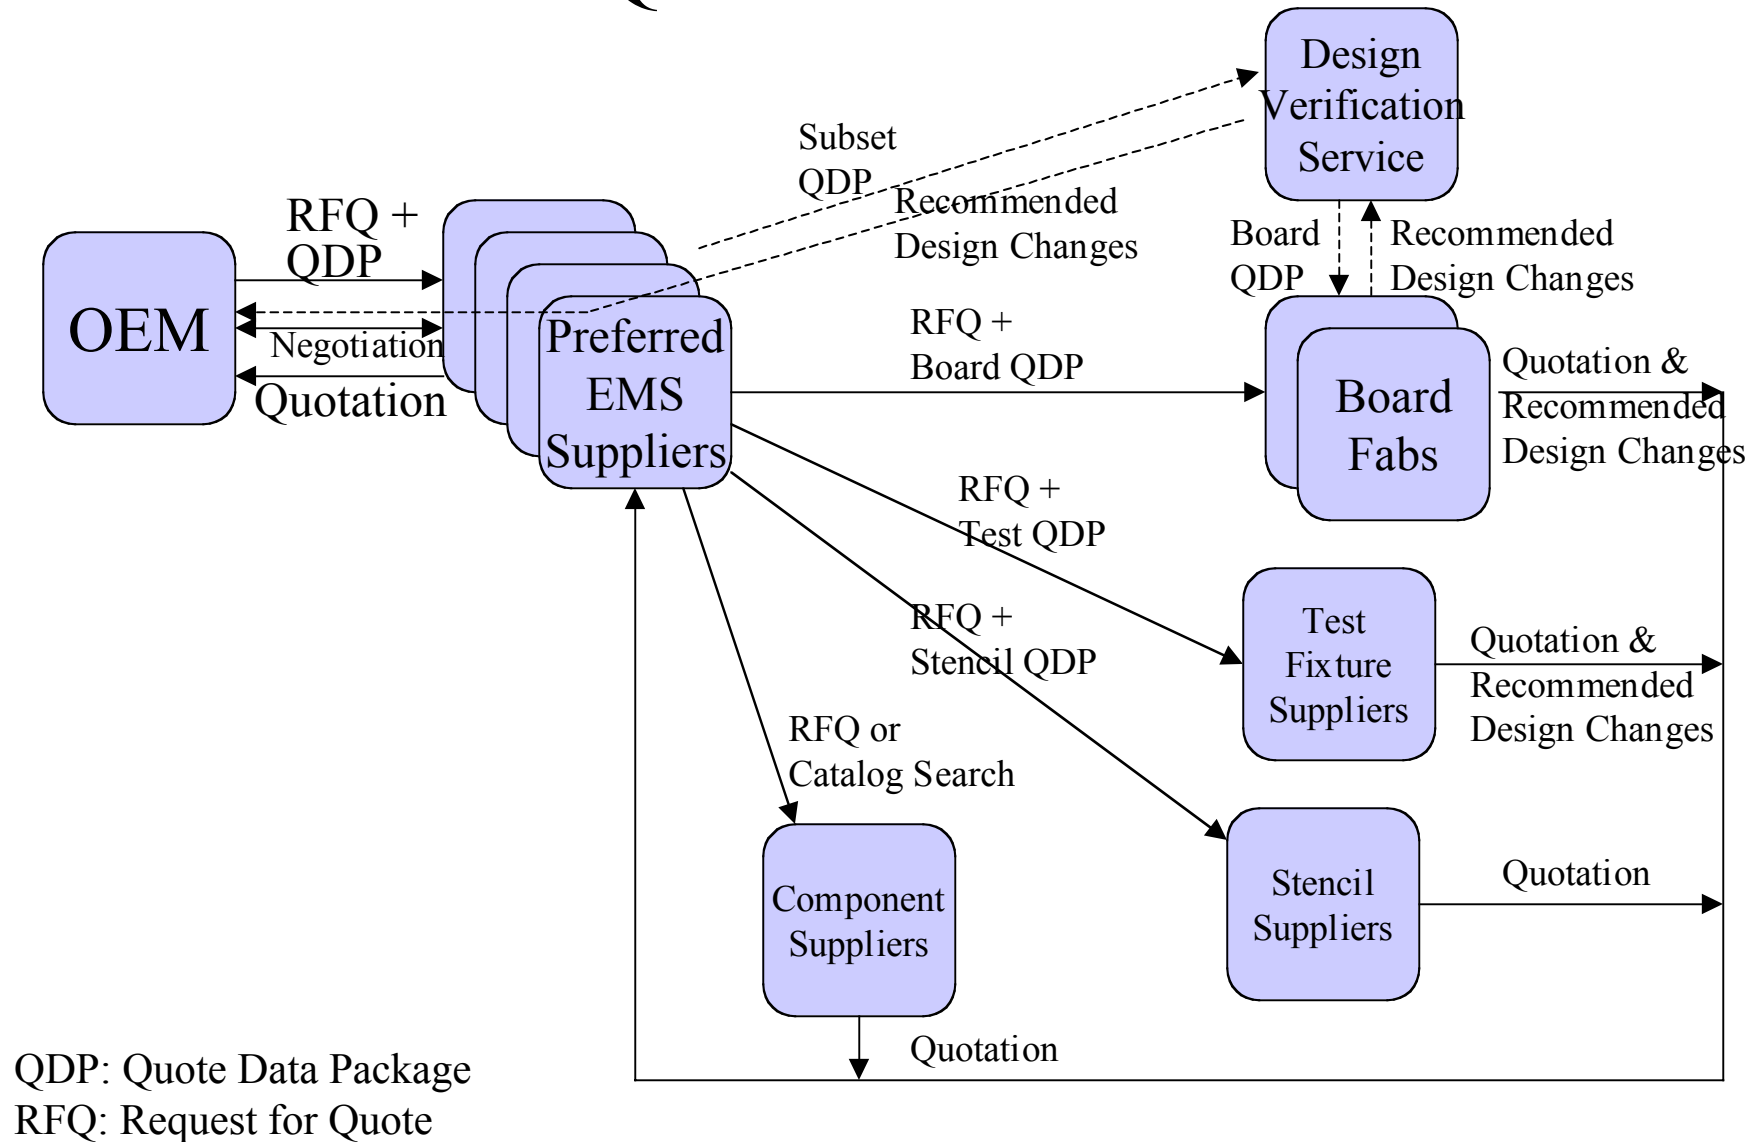 Design
Verification
Service
Subset
QDP
Recommended
Design Changes
RFQ +
QDP
Board
QDP
Recommended
Design Changes
OEM
Negotiation
Quotation
Preferred
EMS
Suppliers
RFQ +
Board QDP
Board
Fabs
Quotation &
Recommended
Design Changes
RFQ +
Test QDP
RFQ +
Stencil QDP
Test
Fixture
Suppliers
Quotation &
Recommended
Design Changes
RFQ or
Catalog Search
Component
Suppliers
Stencil
Suppliers
Quotation
Quotation
QDP: Quote Data Package
RFQ: Request for Quote